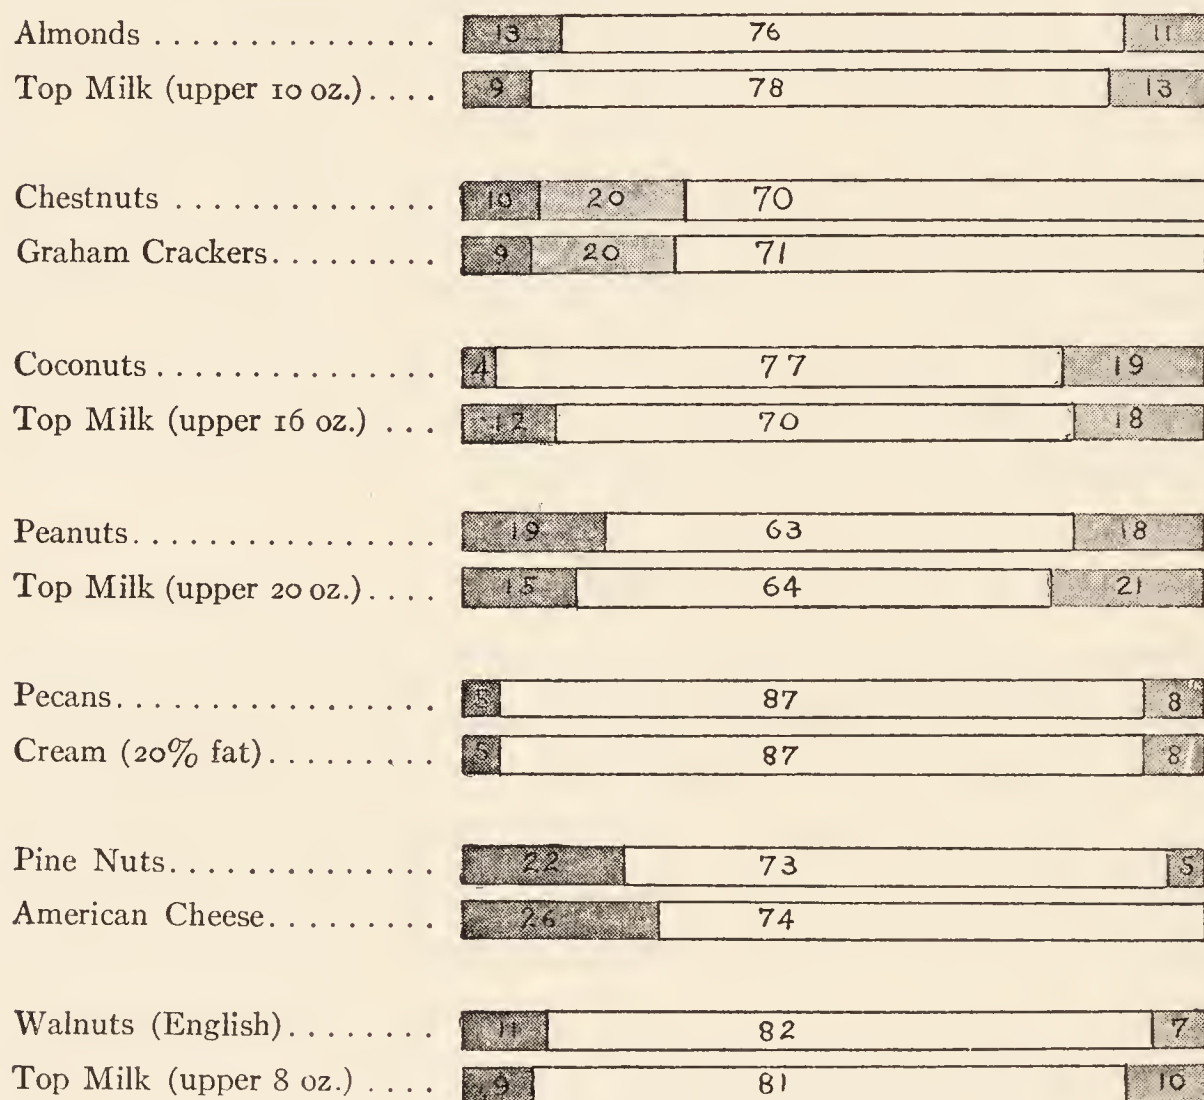 Almonds . . . . . . . . . . . . . . . 13 76 11
Top Milk (upper 10 oz.) . . . . 9 78 13
Chestnuts . . . . . . . . . . . . . . 10 20 70
Graham Crackers . . . . . . . . . 9 20 71
Coconuts . . . . . . . . . . . . . . . 4 77 19
Top Milk (upper 16 oz.) . . . 12 70 18
Peanuts . . . . . . . . . . . . . . . . 19 63 18
Top Milk (upper 20 oz.) . . . . 15 64 21
Pecans . . . . . . . . . . . . . . . . . 5 87 8
Cream (20% fat) . . . . . . . . . 5 87 8
Pine Nuts . . . . . . . . . . . . . . 22 73 5
American Cheese . . . . . . . . . 26 74
Walnuts (English) . . . . . . . . 11 82 7
Top Milk (upper 8 oz.) . . . . 9 81 10